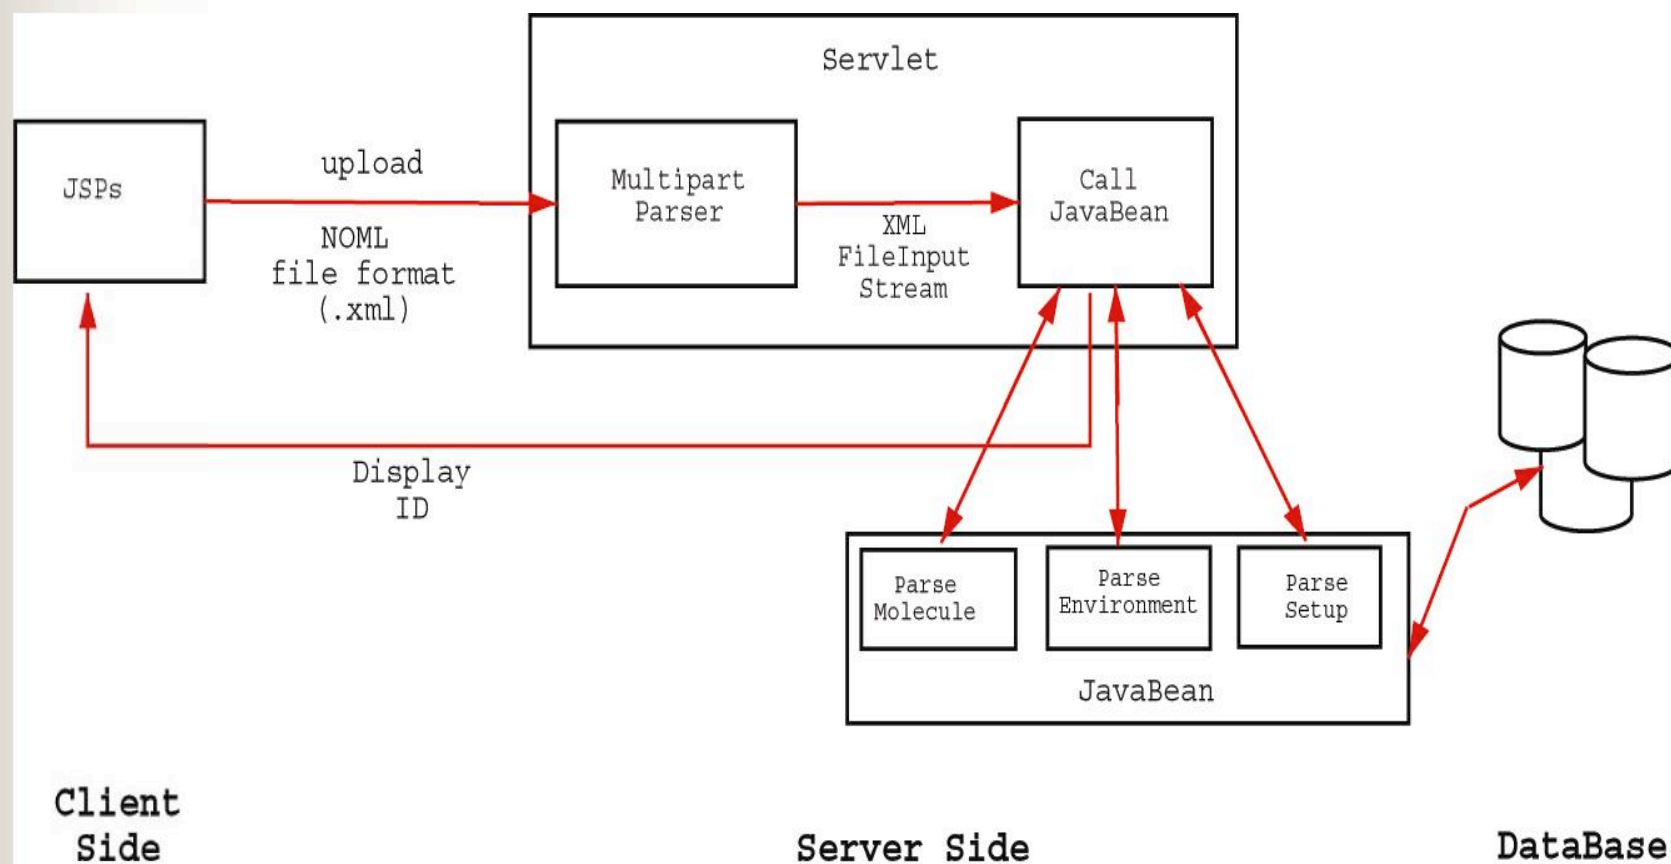 Servlet
JSPs
upload
NOML
file format
(.xml)
Multipart
Parser
XML
FileInput
Stream
Call
JavaBean
Display
ID
Parse
Molecule
Parse
Environment
Parse
Setup
JavaBean
Client
Side
Server Side
DataBase